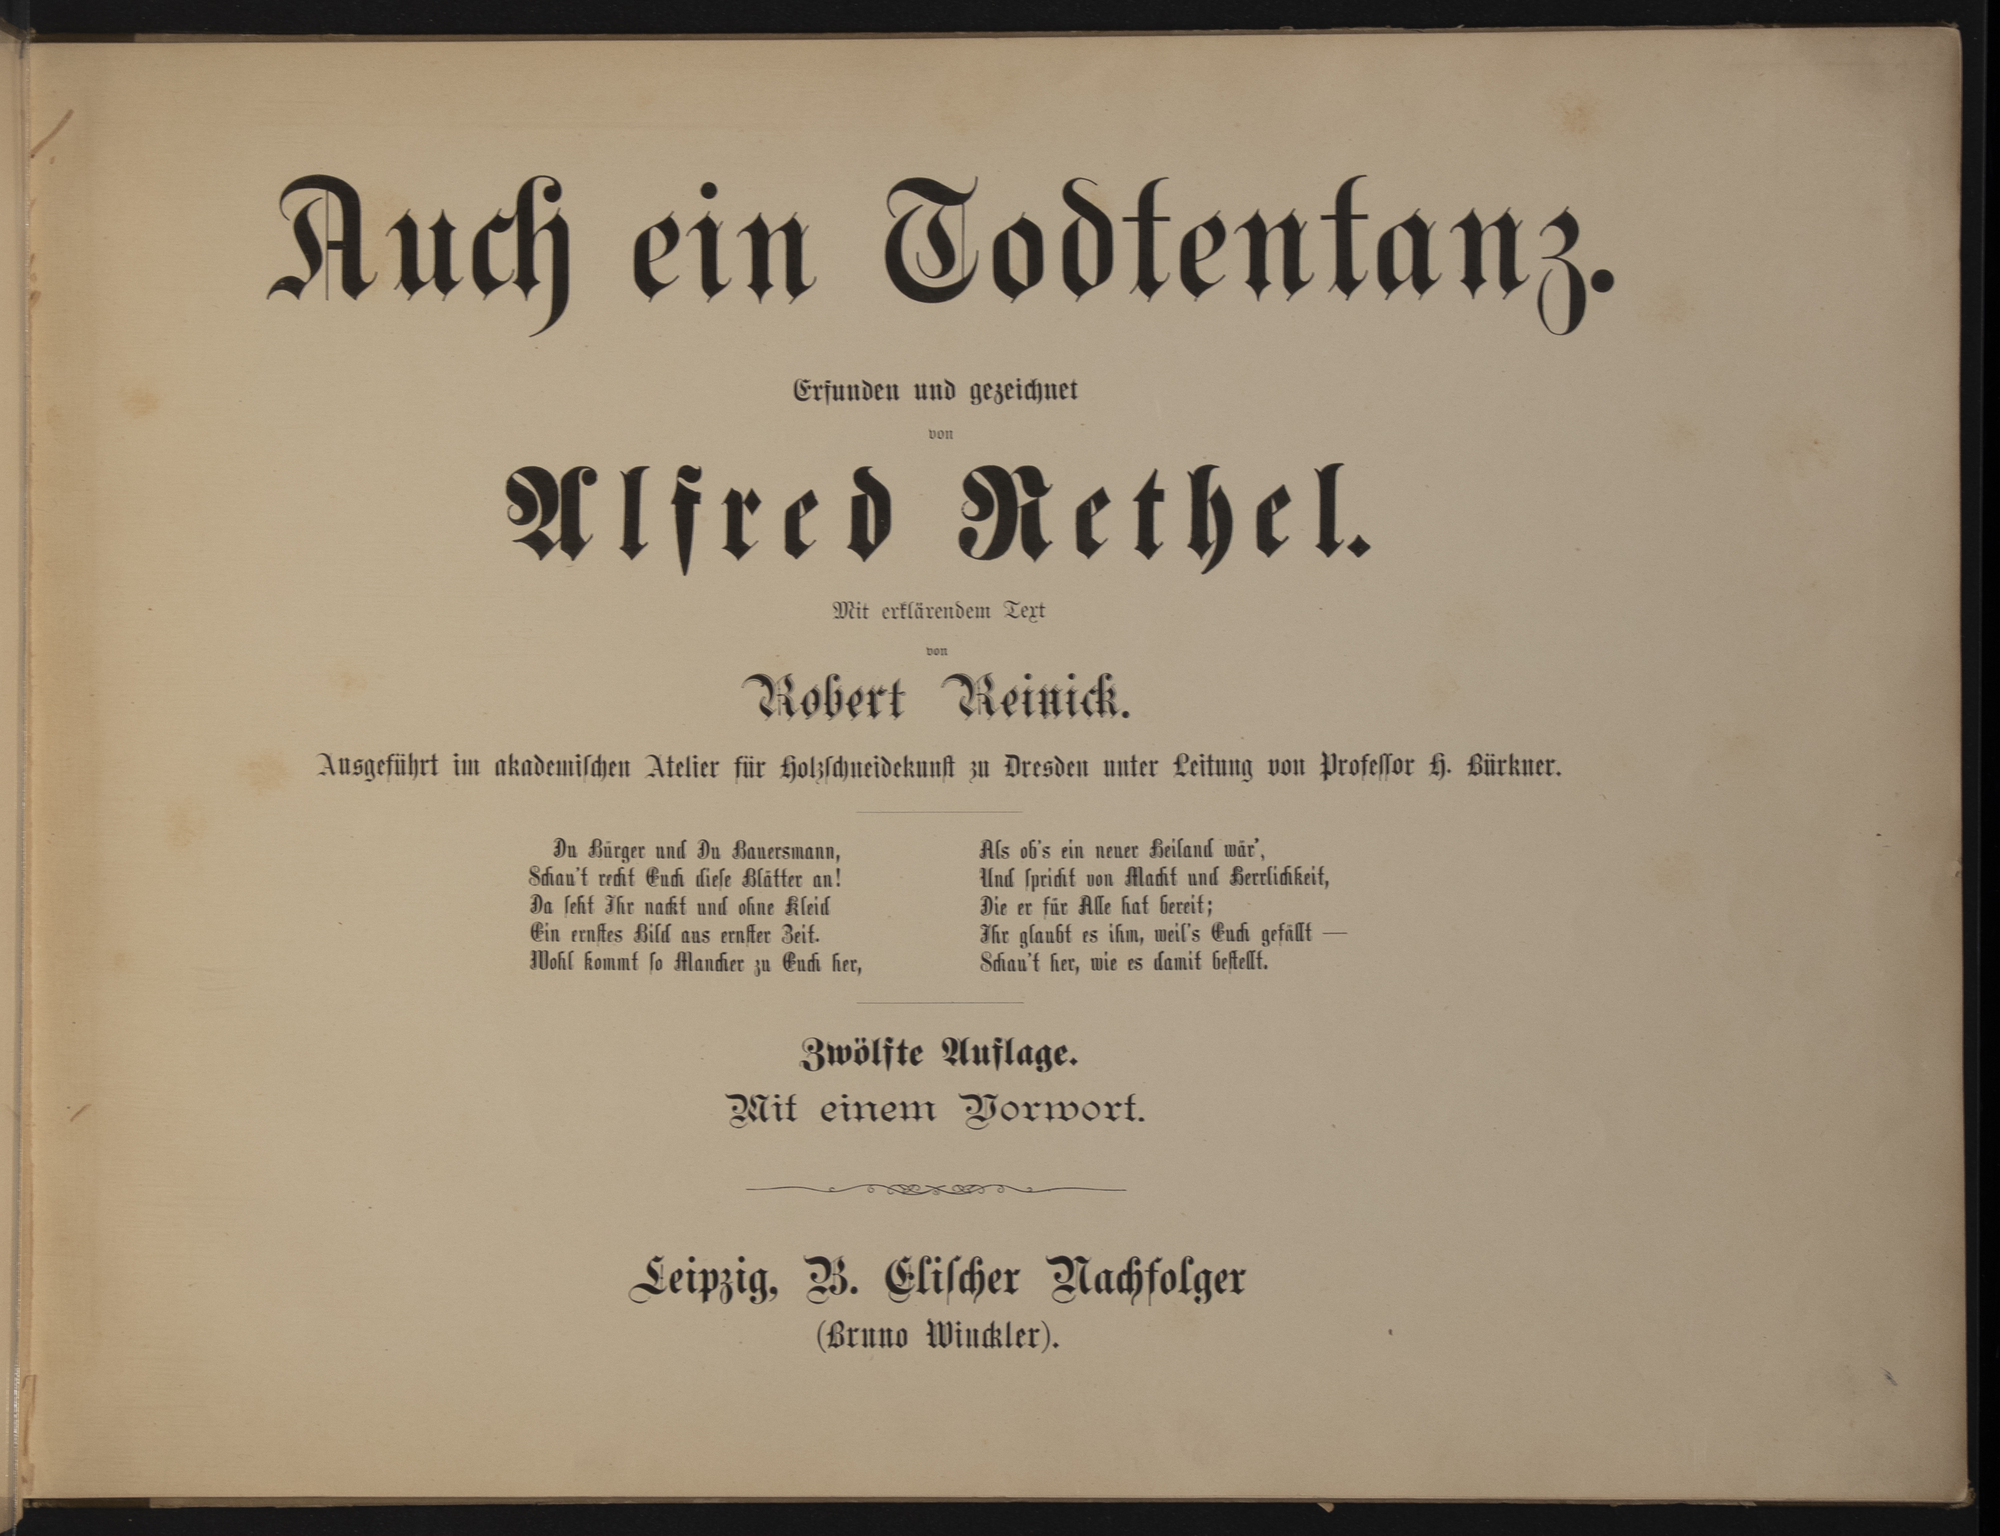 Auch ein Todtentanz.
Erfunden und gezeichnet
von
Alfred Rethel.
Mit erklärendem Text
von
Robert Reinick.
Ausgeführt im akademischen Atelier für Holzschneidekunst zu Dresden unter Leitung von Professor H. Bürkner.
Du Bürger und Du Bauersmann,
Schau't recht Euch diese Blätter an!
Da seht Ihr nackt und ohne Kleid
Ein ernstes Bild aus ernster Zeit.
Wohl kommt so Mancher zu Euch her,
Als ob's ein neuer Heiland wär',
Und spricht von Macht und Herrlichkeit,
Die er für Alle hat bereit;
Ihr glaubt es ihm, weil's Euch gefällt —
Schau't her, wie es damit bestellt.
Zwölfte Auflage.
Mit einem Vorwort.
Leipzig, B. Elischer Nachfolger
(Bruno Winckler).